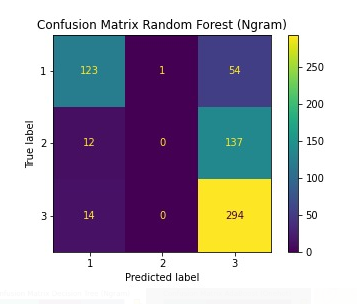 Confusion Matrix Random Forest (Ngram)
1 123 1 54
2 12 0 137
3 14 0 294
1 2 3
True label
Predicted label
250
200
150
100
50
0